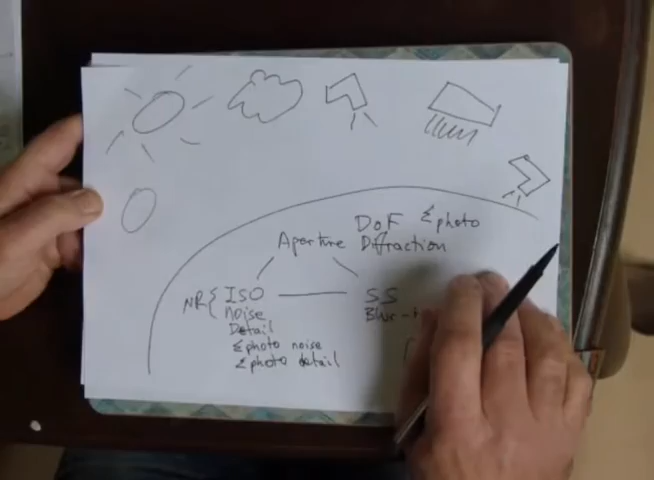 DoF Σphoto
Aperture Diffraction
NR{ ISO
SS
Noise
Blur -
Detail
Σphoto noise
Σphoto detail